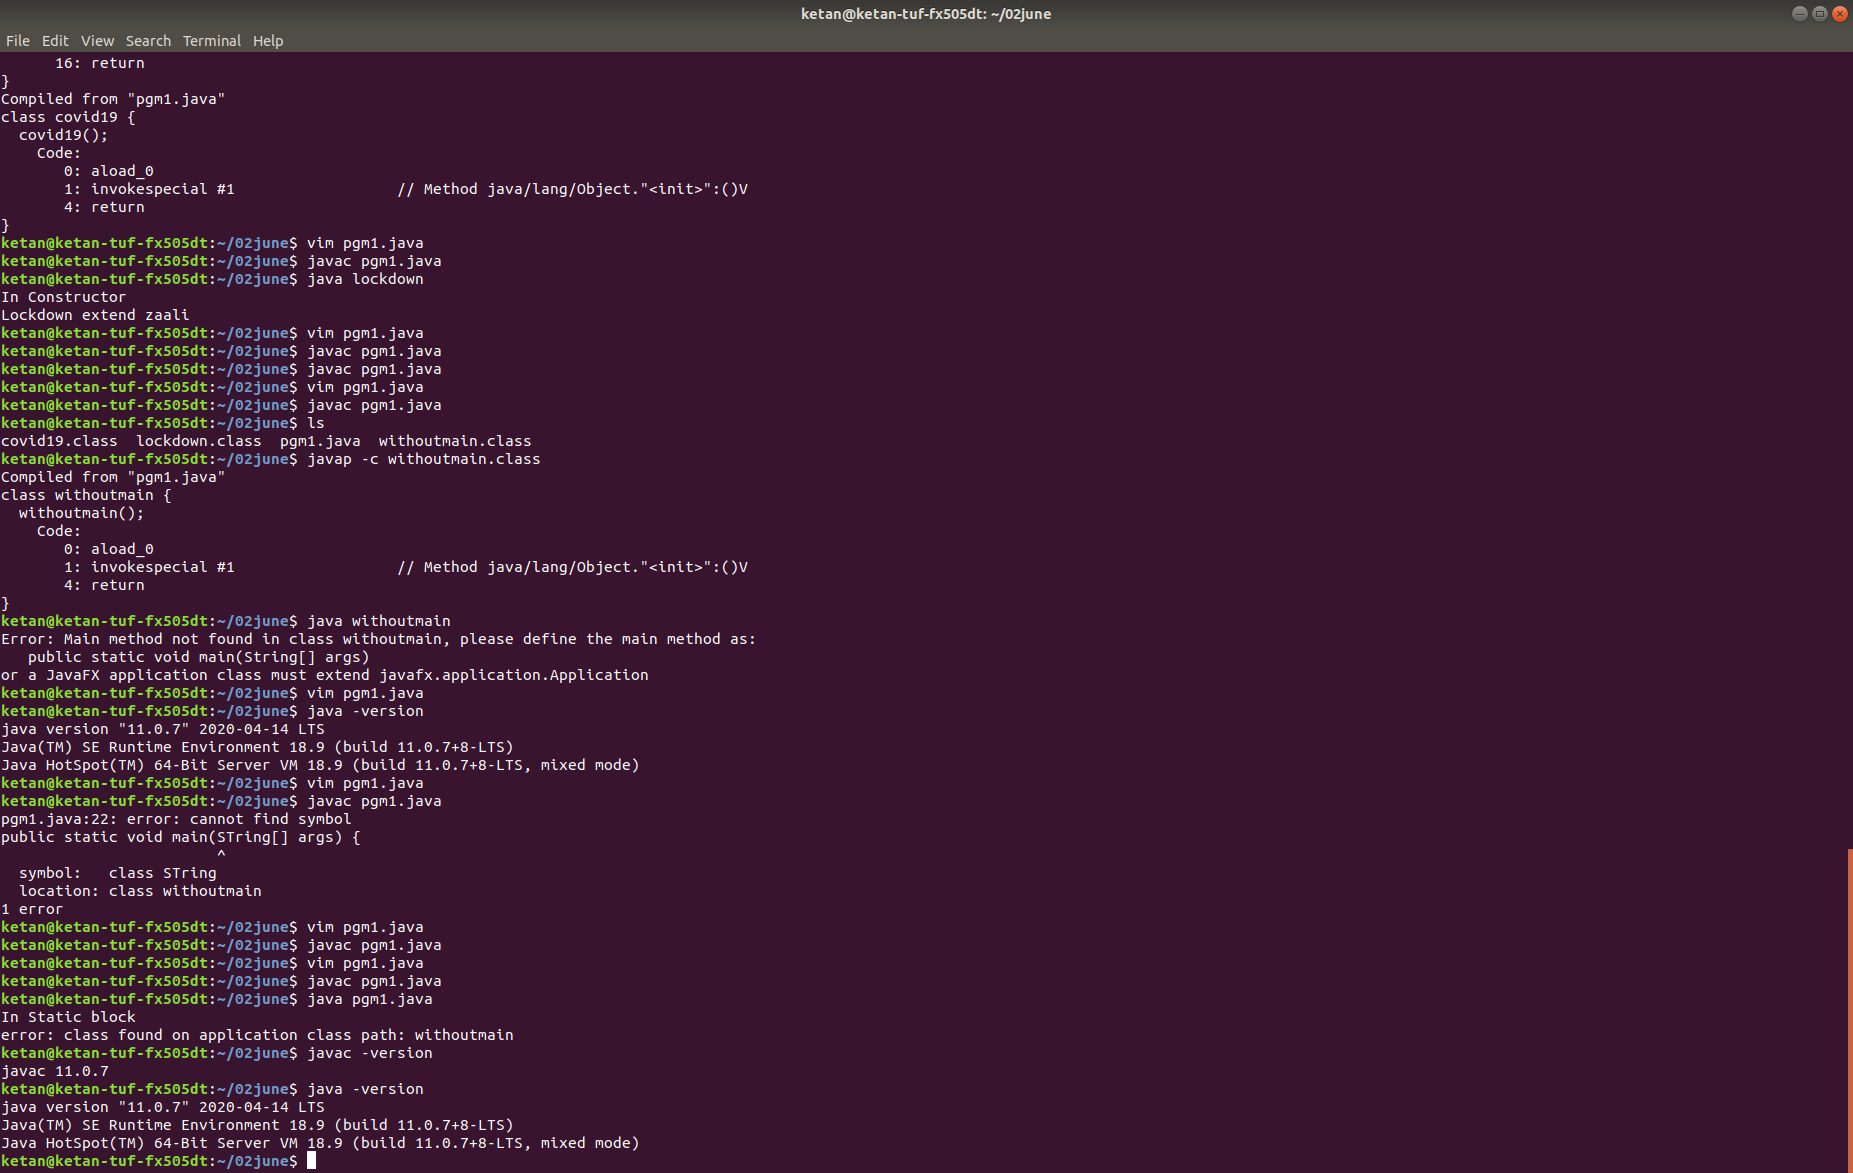 ketan@ketan-tuf-fx505dt: ~/02june
File Edit View Search Terminal Help
      16: return
}
Compiled from "pgm1.java"
class covid19 {
  covid19();
    Code:
       0: aload_0
       1: invokespecial #1                  // Method java/lang/Object."<init>":()V
       4: return
}
ketan@ketan-tuf-fx505dt:~/02june$ vim pgm1.java
ketan@ketan-tuf-fx505dt:~/02june$ javac pgm1.java
ketan@ketan-tuf-fx505dt:~/02june$ java lockdown
In Constructor
Lockdown extend zaali
ketan@ketan-tuf-fx505dt:~/02june$ vim pgm1.java
ketan@ketan-tuf-fx505dt:~/02june$ javac pgm1.java
ketan@ketan-tuf-fx505dt:~/02june$ javac pgm1.java
ketan@ketan-tuf-fx505dt:~/02june$ vim pgm1.java
ketan@ketan-tuf-fx505dt:~/02june$ javac pgm1.java
ketan@ketan-tuf-fx505dt:~/02june$ ls
covid19.class  lockdown.class  pgm1.java  withoutmain.class
ketan@ketan-tuf-fx505dt:~/02june$ javap -c withoutmain.class
Compiled from "pgm1.java"
class withoutmain {
  withoutmain();
    Code:
       0: aload_0
       1: invokespecial #1                  // Method java/lang/Object."<init>":()V
       4: return
}
ketan@ketan-tuf-fx505dt:~/02june$ java withoutmain
Error: Main method not found in class withoutmain, please define the main method as:
   public static void main(String[] args)
or a JavaFX application class must extend javafx.application.Application
ketan@ketan-tuf-fx505dt:~/02june$ vim pgm1.java
ketan@ketan-tuf-fx505dt:~/02june$ java -version
java version "11.0.7" 2020-04-14 LTS
Java(TM) SE Runtime Environment 18.9 (build 11.0.7+8-LTS)
Java HotSpot(TM) 64-Bit Server VM 18.9 (build 11.0.7+8-LTS, mixed mode)
ketan@ketan-tuf-fx505dt:~/02june$ vim pgm1.java
ketan@ketan-tuf-fx505dt:~/02june$ javac pgm1.java
pgm1.java:22: error: cannot find symbol
public static void main(STring[] args) {
                        ^
  symbol:   class STring
  location: class withoutmain
1 error
ketan@ketan-tuf-fx505dt:~/02june$ vim pgm1.java
ketan@ketan-tuf-fx505dt:~/02june$ javac pgm1.java
ketan@ketan-tuf-fx505dt:~/02june$ vim pgm1.java
ketan@ketan-tuf-fx505dt:~/02june$ javac pgm1.java
ketan@ketan-tuf-fx505dt:~/02june$ java pgm1.java
In Static block
error: class found on application class path: withoutmain
ketan@ketan-tuf-fx505dt:~/02june$ javac -version
javac 11.0.7
ketan@ketan-tuf-fx505dt:~/02june$ java -version
java version "11.0.7" 2020-04-14 LTS
Java(TM) SE Runtime Environment 18.9 (build 11.0.7+8-LTS)
Java HotSpot(TM) 64-Bit Server VM 18.9 (build 11.0.7+8-LTS, mixed mode)
ketan@ketan-tuf-fx505dt:~/02june$